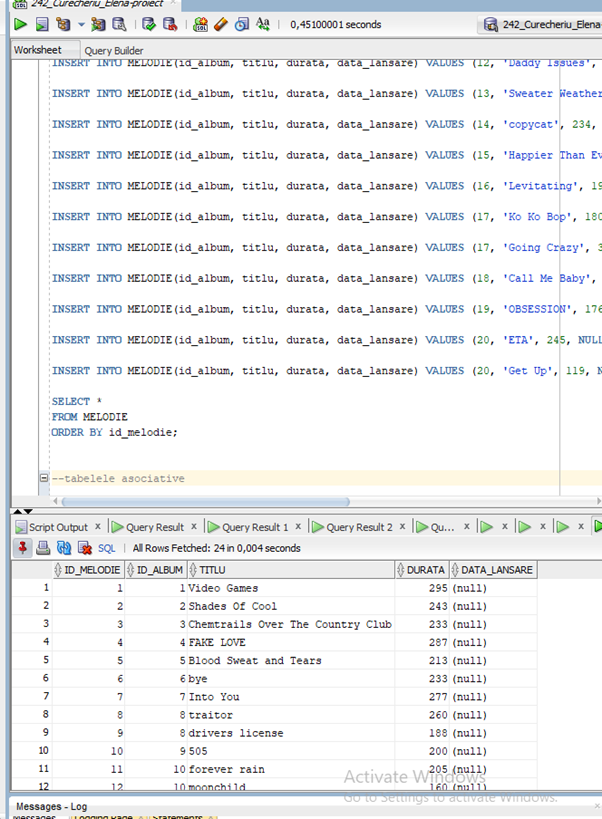 242_Curecheriu_Elena-proiect ×
0,45100001 seconds
242_Curecheriu_Elena
Worksheet Query Builder
INSERT INTO MELODIE(id_album, titlu, durata, data_lansare) VALUES (12, 'Daddy Issues',
INSERT INTO MELODIE(id_album, titlu, durata, data_lansare) VALUES (13, 'Sweater Weather
INSERT INTO MELODIE(id_album, titlu, durata, data_lansare) VALUES (14, 'copycat', 234,
INSERT INTO MELODIE(id_album, titlu, durata, data_lansare) VALUES (15, 'Happier Than Ev
INSERT INTO MELODIE(id_album, titlu, durata, data_lansare) VALUES (16, 'Levitating', 19
INSERT INTO MELODIE(id_album, titlu, durata, data_lansare) VALUES (17, 'Ko Ko Bop', 180
INSERT INTO MELODIE(id_album, titlu, durata, data_lansare) VALUES (17, 'Going Crazy', 3
INSERT INTO MELODIE(id_album, titlu, durata, data_lansare) VALUES (18, 'Call Me Baby',
INSERT INTO MELODIE(id_album, titlu, durata, data_lansare) VALUES (19, 'OBSESSION', 176
INSERT INTO MELODIE(id_album, titlu, durata, data_lansare) VALUES (20, 'ETA', 245, NULL
INSERT INTO MELODIE(id_album, titlu, durata, data_lansare) VALUES (20, 'Get Up', 119, N
SELECT *
FROM MELODIE
ORDER BY id_melodie;
--tabelele asociative
Script Output × Query Result × Query Result 1 × Query Result 2 × Qu... × × × ×
SQL | All Rows Fetched: 24 in 0,004 seconds
ID_MELODIE ID_ALBUM TITLU DURATA DATA_LANSARE
1 1 1 Video Games 295 (null)
2 2 2 Shades Of Cool 243 (null)
3 3 3 Chemtrails Over The Country Club 233 (null)
4 4 4 FAKE LOVE 287 (null)
5 5 5 Blood Sweat and Tears 213 (null)
6 6 6 bye 233 (null)
7 7 7 Into You 277 (null)
8 8 8 traitor 260 (null)
9 9 8 drivers license 188 (null)
10 10 9 505 200 (null)
11 11 10 forever rain 205 (null)
12 12 10 moonchild 160 (null)
Activate Windows
Go to Settings to activate Windows.
Messages - Log
Messages Logging Page × Statements ×